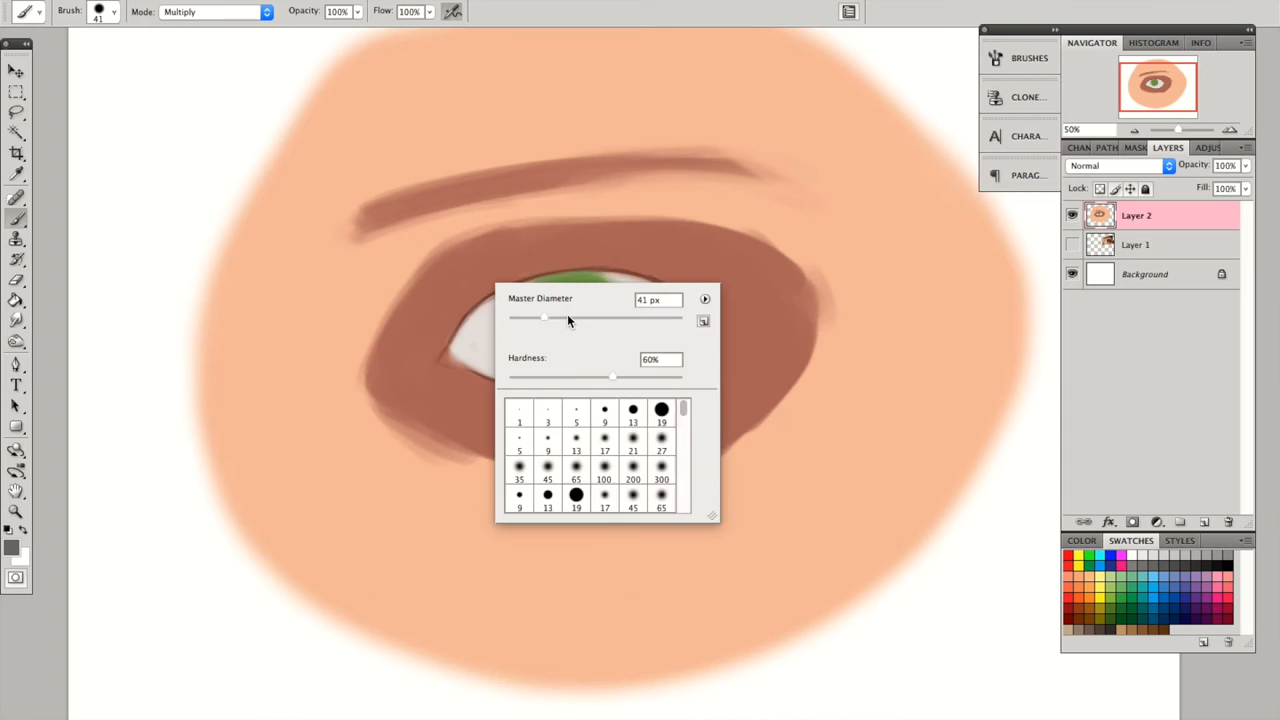 Brush: 41 Mode: Multiply Opacity: 100% Flow: 100%
BRUSHES
CLONE...
CHARA...
PARAG...
NAVIGATOR HISTOGRAM INFO
50%
CHAN PATH MASK LAYERS ADJUS
Normal Opacity: 100%
Lock: Fill: 100%
Layer 2
Layer 1
Background
Master Diameter 41 px
Hardness: 60%
1 3 5 9 13 19
5 9 13 17 21 27
35 45 65 100 200 300
9 13 19 17 45 65
COLOR SWATCHES STYLES